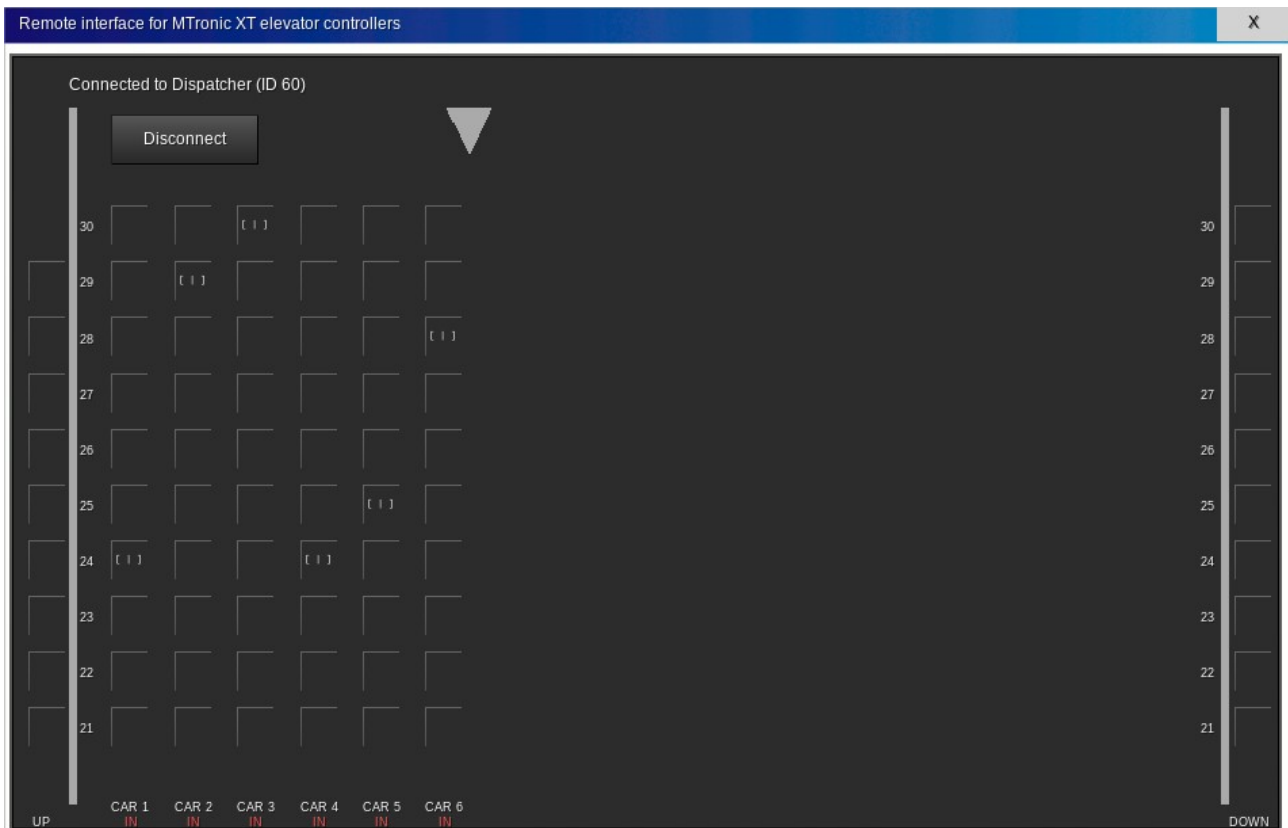 Remote interface for MTronic XT elevator controllers X
Connected to Dispatcher (ID 60)
Disconnect
30 [ | ] 30
29 [ | ] 29
28 [ | ] 28
27 27
26 26
25 [ | ] 25
24 [ | ] [ | ] 24
23 23
22 22
21 21
CAR 1 CAR 2 CAR 3 CAR 4 CAR 5 CAR 6
UP IN IN IN IN IN IN DOWN